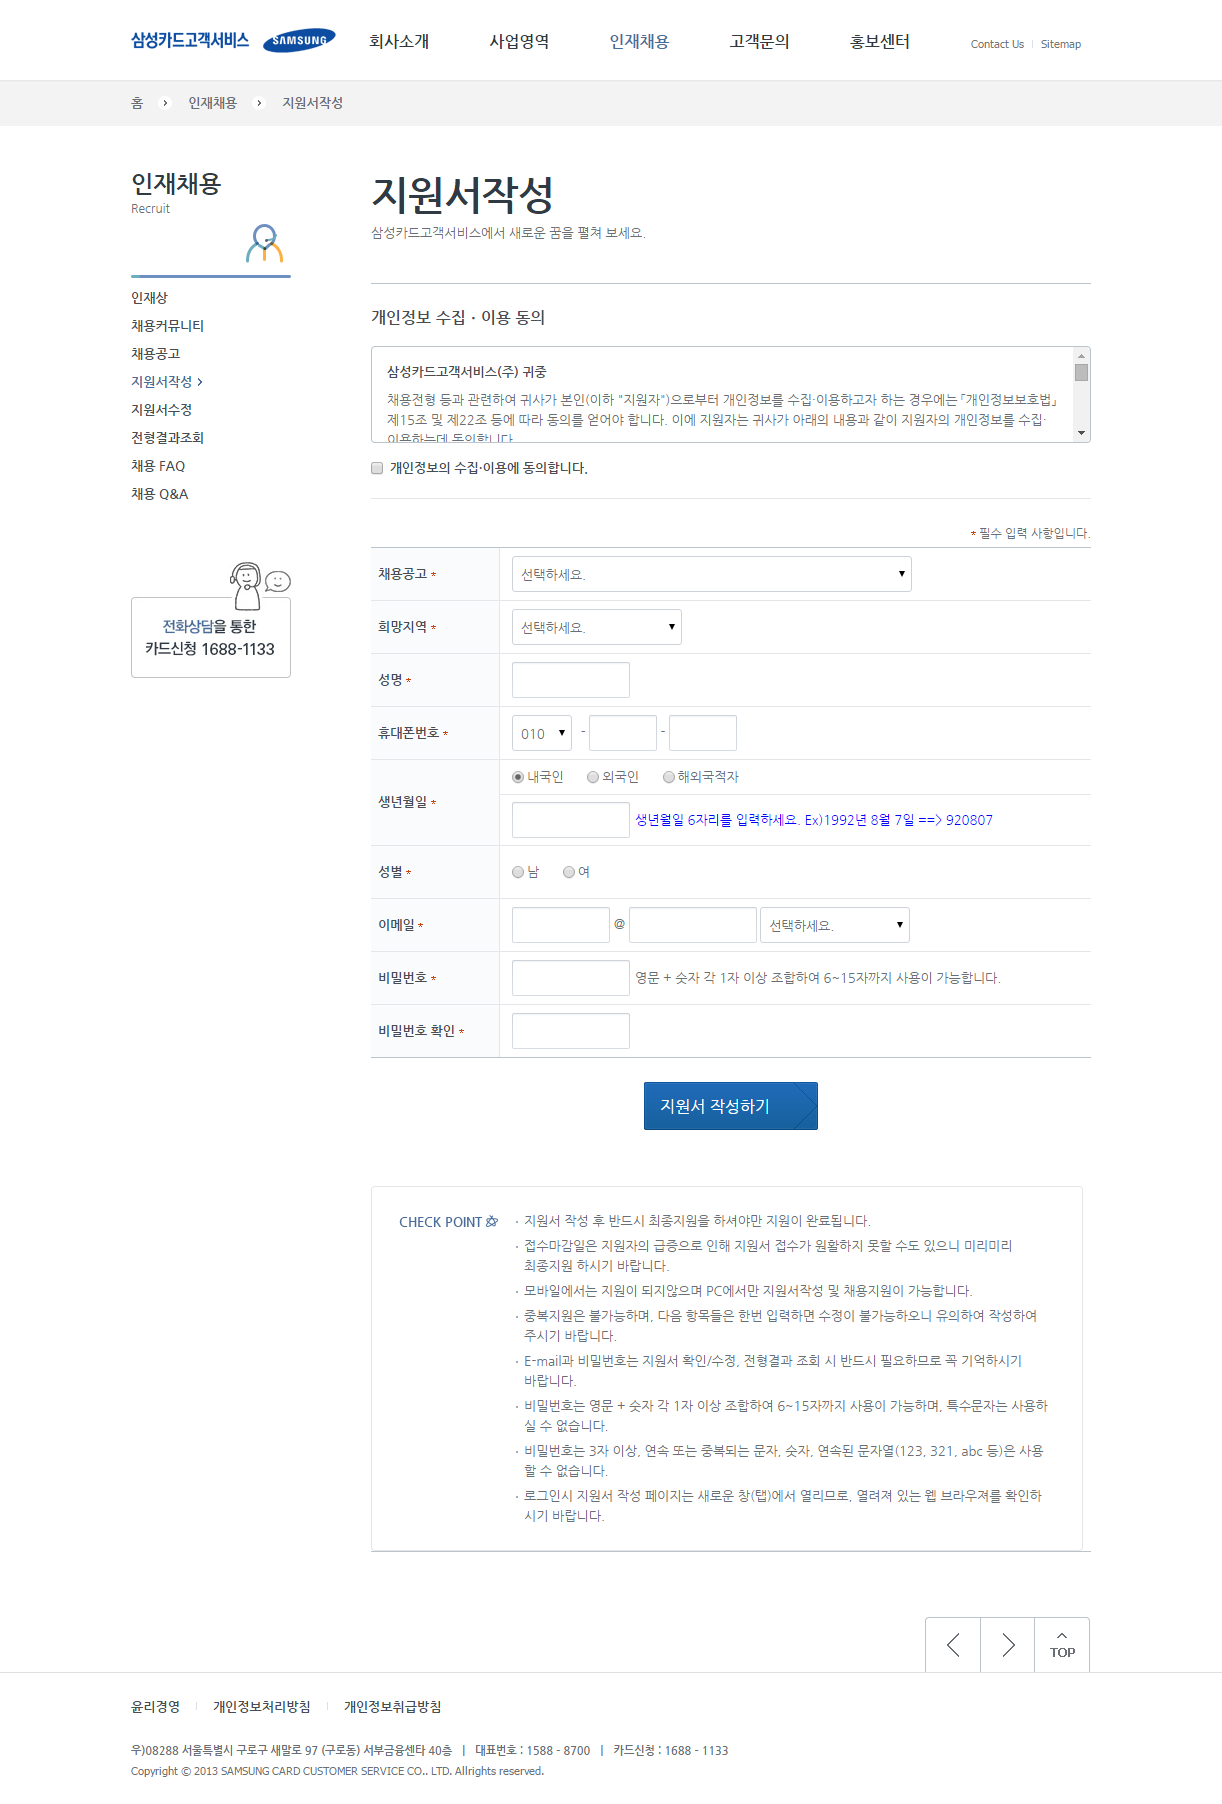 삼성카드고객서비스 SAMSUNG 회사소개 사업영역 인재채용 고객문의 홍보센터 Contact Us Sitemap
홈 인재채용 지원서작성
인재채용
Recruit
인재상
채용커뮤니티
채용공고
지원서작성
지원서수정
전형결과조회
채용 FAQ
채용 Q&A
전화상담을 통한
카드신청 1688-1133
지원서작성
삼성카드고객서비스에서 새로운 꿈을 펼쳐 보세요.
개인정보 수집 · 이용 동의
삼성카드고객서비스(주) 귀중
채용전형 등과 관련하여 귀사가 본인(이하 "지원자")으로부터 개인정보를 수집·이용하고자 하는 경우에는 「개인정보보호법」
제15조 및 제22조 등에 따라 동의를 얻어야 합니다. 이에 지원자는 귀사가 아래의 내용과 같이 지원자의 개인정보를 수집·
이용하는데 동의합니다
개인정보의 수집·이용에 동의합니다.
* 필수 입력 사항입니다.
채용공고 * 선택하세요.
희망지역 * 선택하세요.
성명 *
휴대폰번호 * 010 - -
생년월일 * 내국인 외국인 해외국적자
생년월일 6자리를 입력하세요. Ex)1992년 8월 7일 ==> 920807
성별 * 남 여
이메일 * @ 선택하세요.
비밀번호 * 영문 + 숫자 각 1자 이상 조합하여 6~15자까지 사용이 가능합니다.
비밀번호 확인 *
지원서 작성하기
CHECK POINT
· 지원서 작성 후 반드시 최종지원을 하셔야만 지원이 완료됩니다.
· 접수마감일은 지원자의 급증으로 인해 지원서 접수가 원활하지 못할 수도 있으니 미리미리
최종지원 하시기 바랍니다.
· 모바일에서는 지원이 되지않으며 PC에서만 지원서작성 및 채용지원이 가능합니다.
· 중복지원은 불가능하며, 다음 항목들은 한번 입력하면 수정이 불가능하오니 유의하여 작성하여
주시기 바랍니다.
· E-mail과 비밀번호는 지원서 확인/수정, 전형결과 조회 시 반드시 필요하므로 꼭 기억하시기
바랍니다.
· 비밀번호는 영문 + 숫자 각 1자 이상 조합하여 6~15자까지 사용이 가능하며, 특수문자는 사용하
실 수 없습니다.
· 비밀번호는 3자 이상, 연속 또는 중복되는 문자, 숫자, 연속된 문자열(123, 321, abc 등)은 사용
할 수 없습니다.
· 로그인시 지원서 작성 페이지는 새로운 창(탭)에서 열리므로, 열려져 있는 웹 브라우져를 확인하
시기 바랍니다.
TOP
윤리경영 개인정보처리방침 개인정보취급방침
우)08288 서울특별시 구로구 새말로 97 (구로동) 서부금융센타 40층 | 대표번호 : 1588 - 8700 | 카드신청 : 1688 - 1133
Copyright © 2013 SAMSUNG CARD CUSTOMER SERVICE CO.. LTD. Allrights reserved.